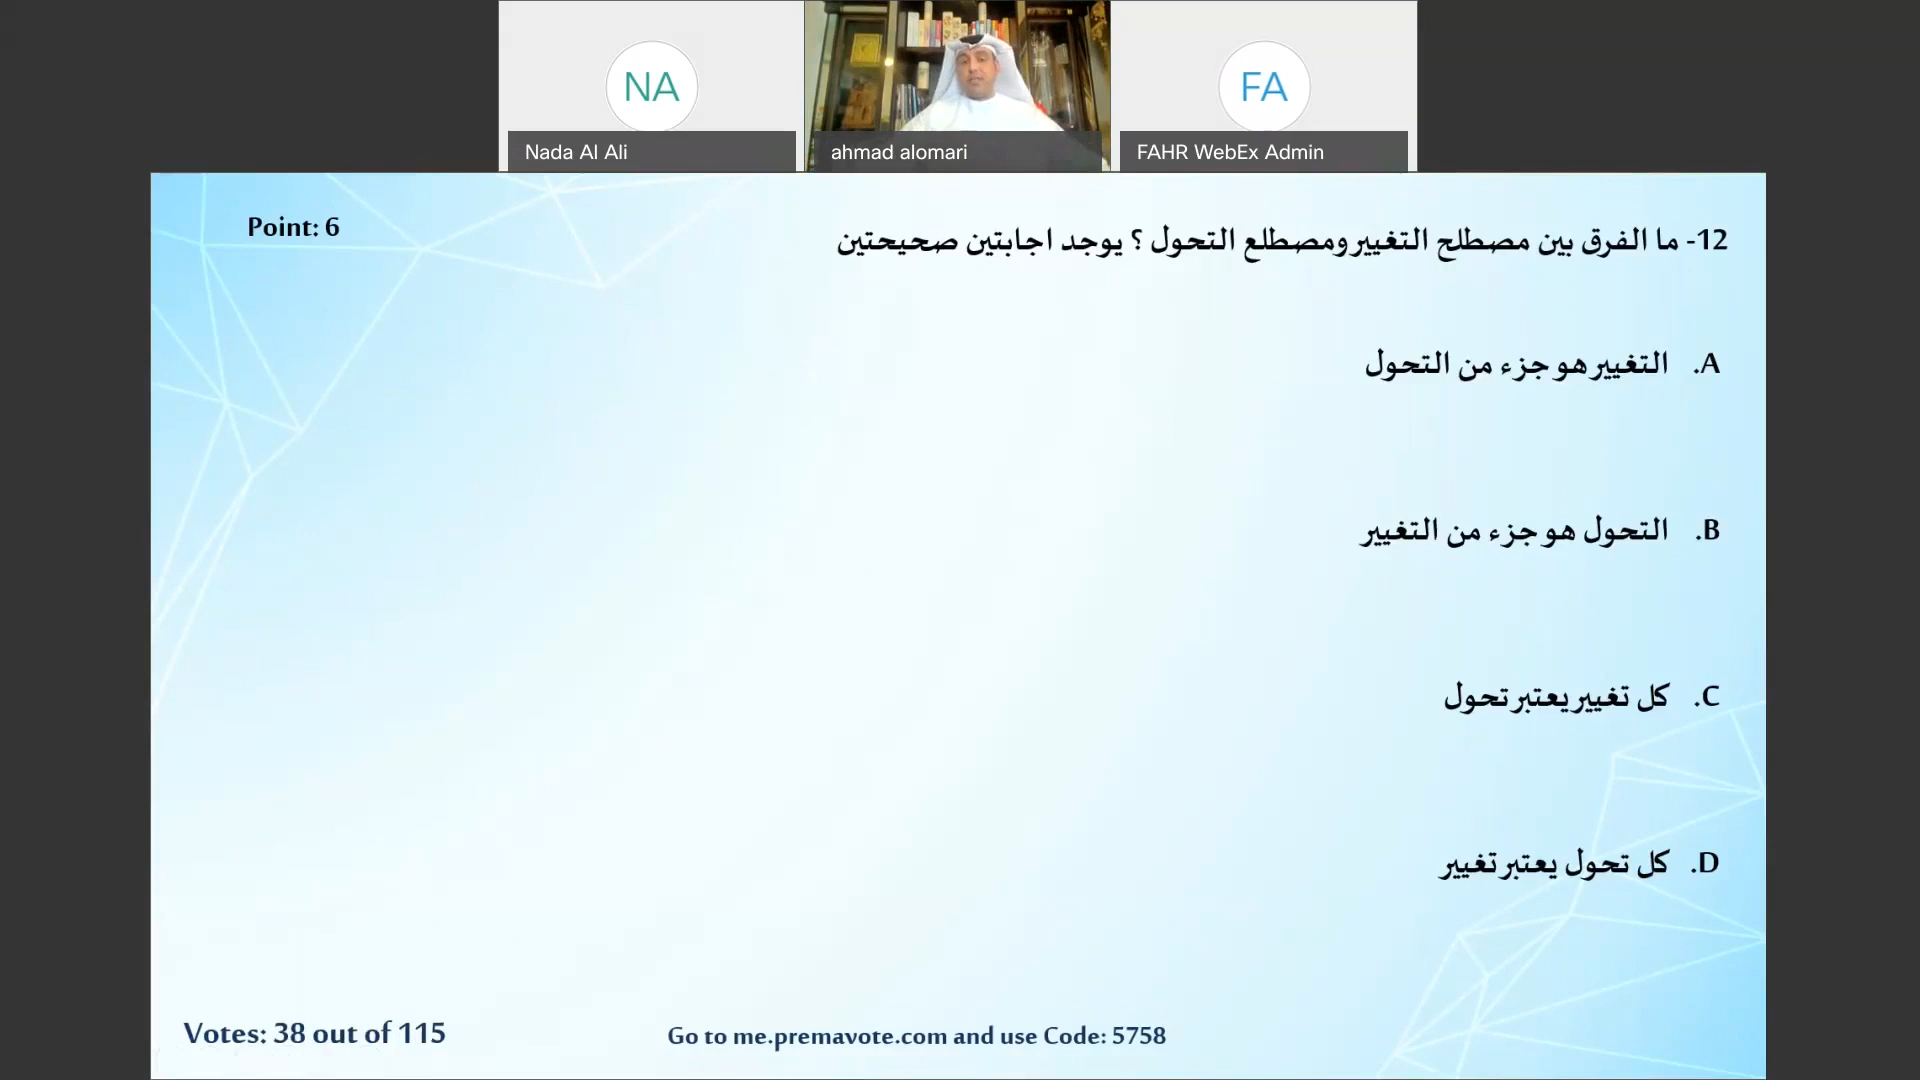 NA
Nada Al Ali
ahmad alomari
FA
FAHR WebEx Admin
Point: 6
12- ما الفرق بين مصطلح التغيير ومصطلع التحول ؟ يوجد اجابتين صحيحتين
A. التغيير هو جزء من التحول
B. التحول هو جزء من التغيير
C. كل تغيير يعتبر تحول
D. كل تحول يعتبر تغيير
Votes: 38 out of 115
Go to me.premavote.com and use Code: 5758